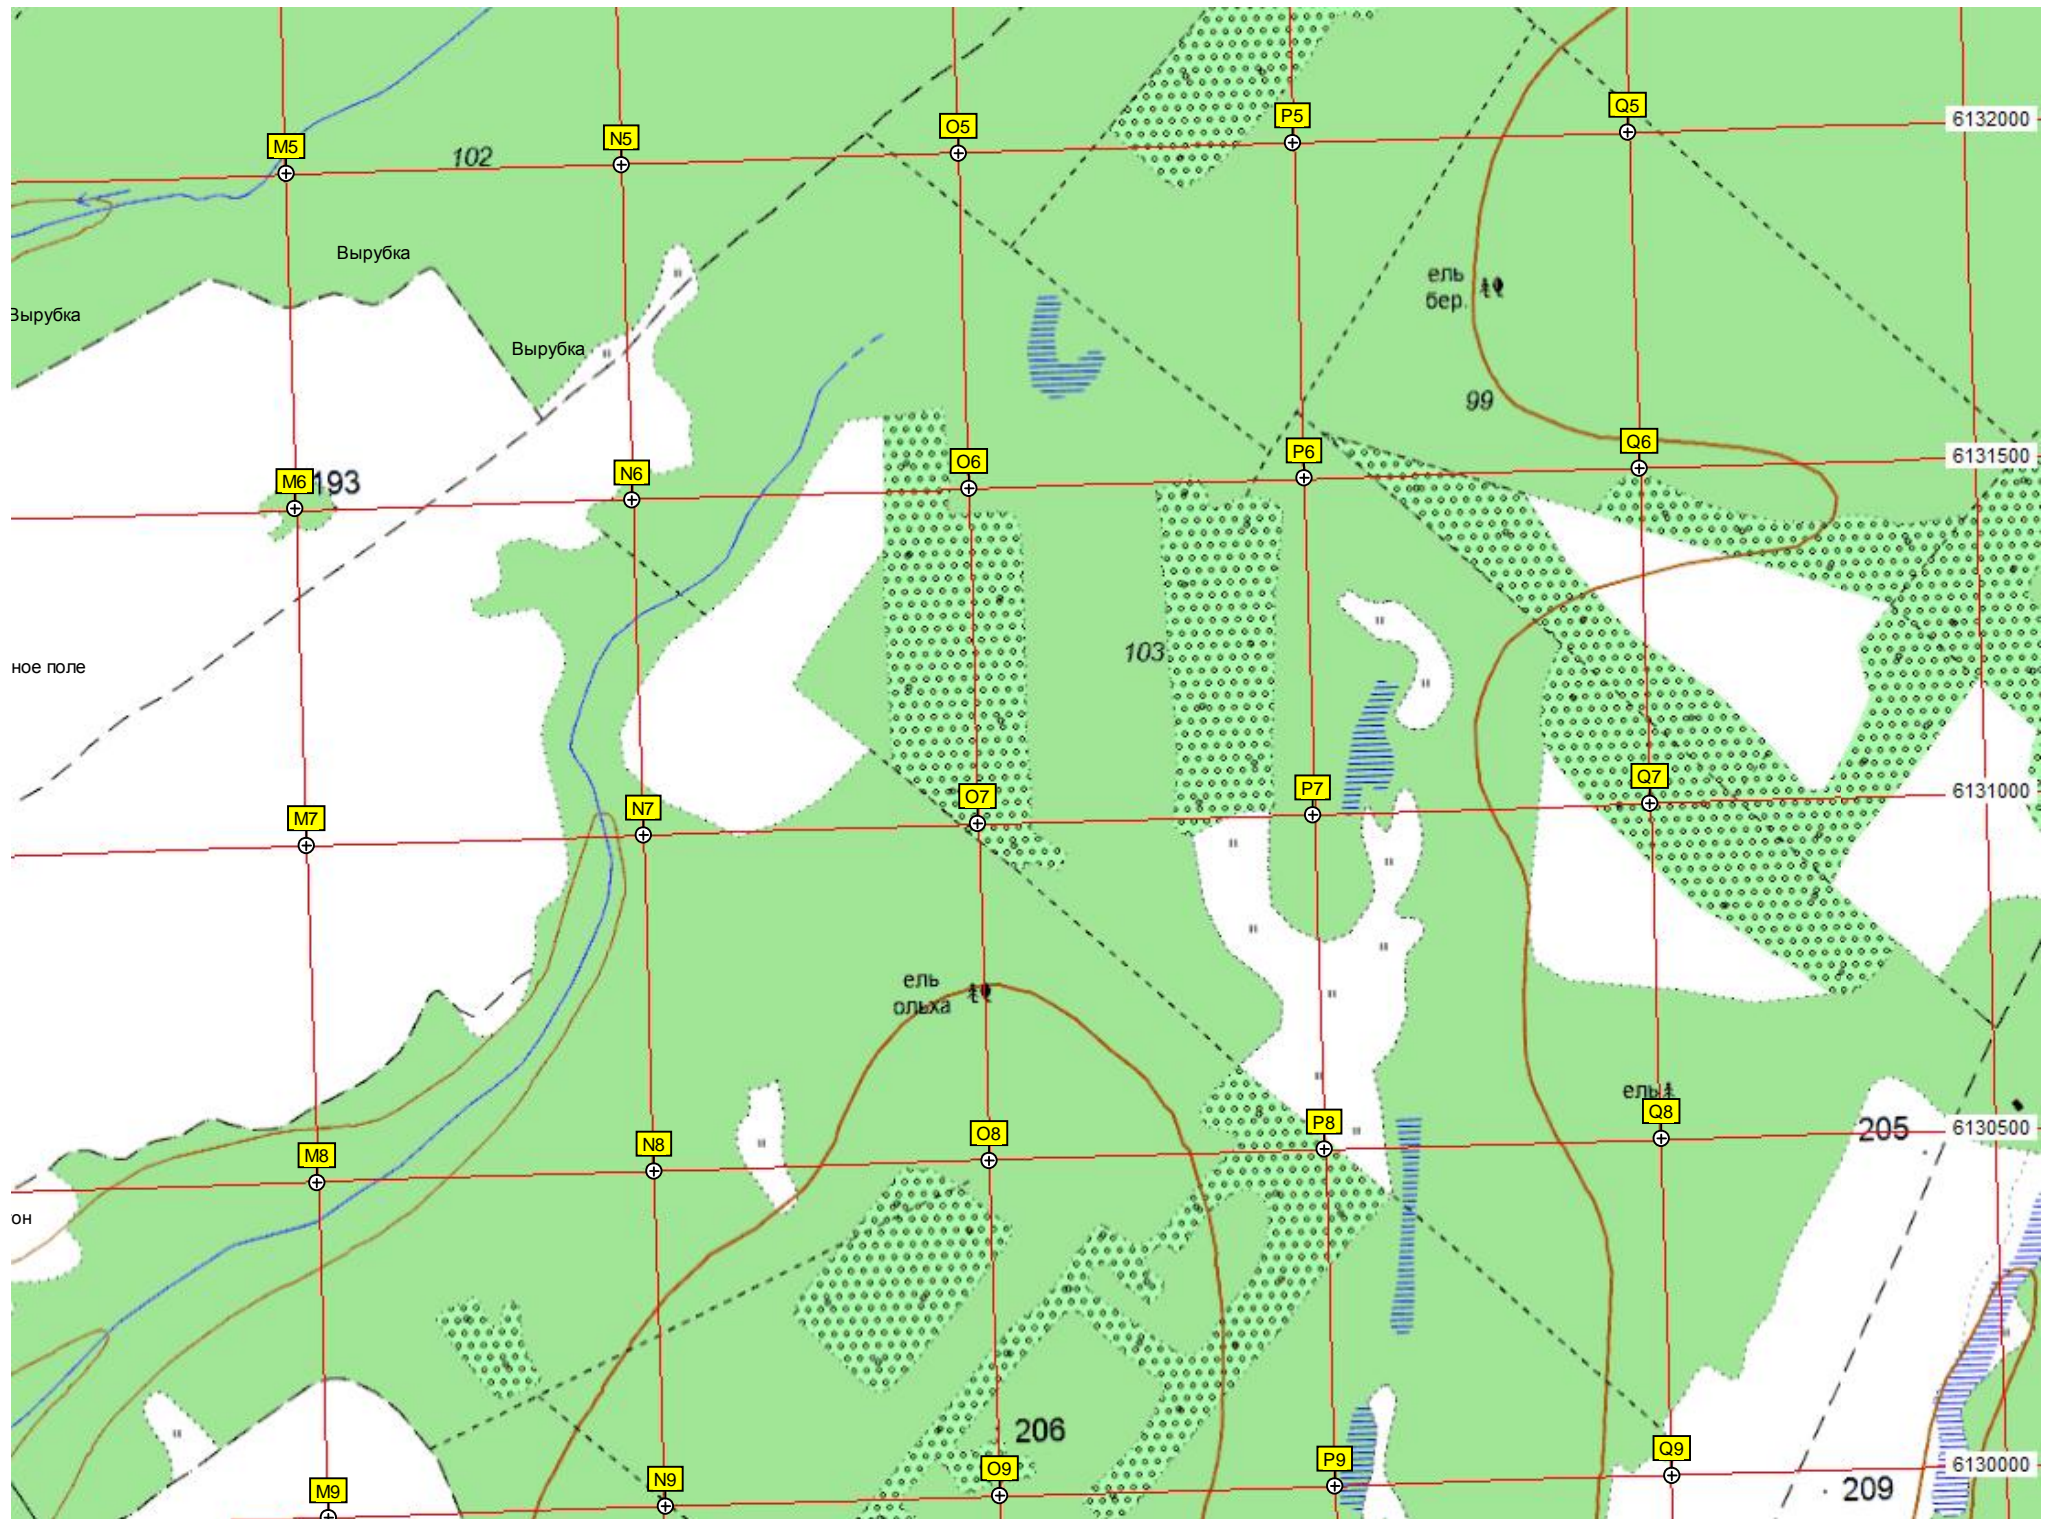 Q5
P5
6132000
O5
N5
M5
102
Вырубка
ель
бер.
Вырубка
Вырубка
99
Q6
P6
6131500
O6
N6
M6
193
103
ное поле
Q7
P7
6131000
O7
N7
M7
ель
ольха
ель
Q8
P8
205
6130500
O8
N8
M8
он
206
Q9
P9
6130000
O9
N9
M9
209